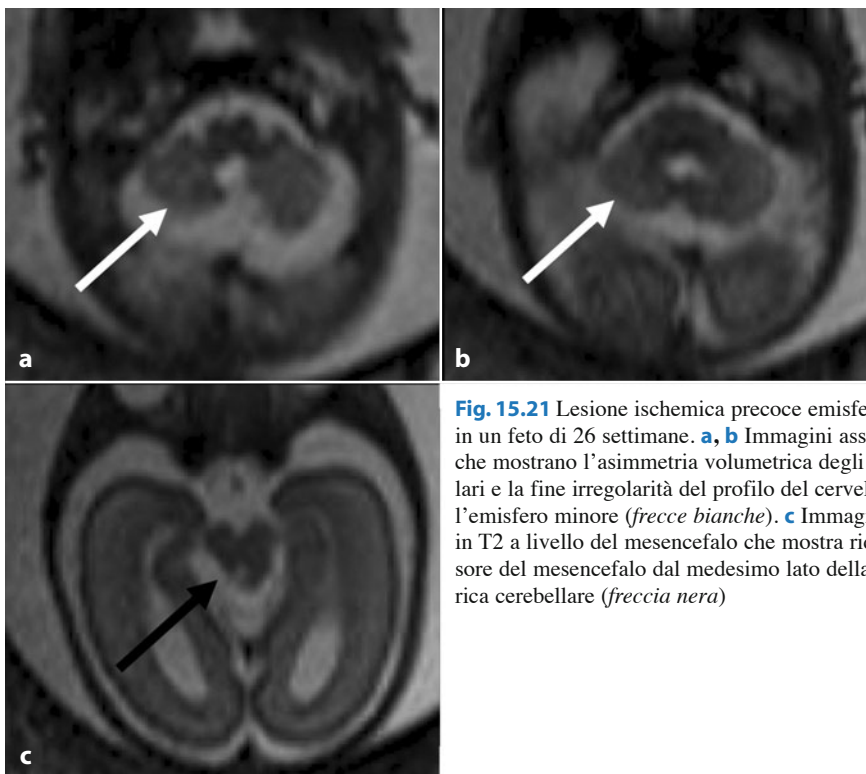 a
b
c
Fig. 15.21 Lesione ischemica precoce emisfe
in un feto di 26 settimane. a, b Immagini ass
che mostrano l'asimmetria volumetrica degli
lari e la fine irregolarità del profilo del cervel
l'emisfero minore (frecce bianche). c Immag
in T2 a livello del mesencefalo che mostra ri
sore del mesencefalo dal medesimo lato della
rica cerebellare (freccia nera)